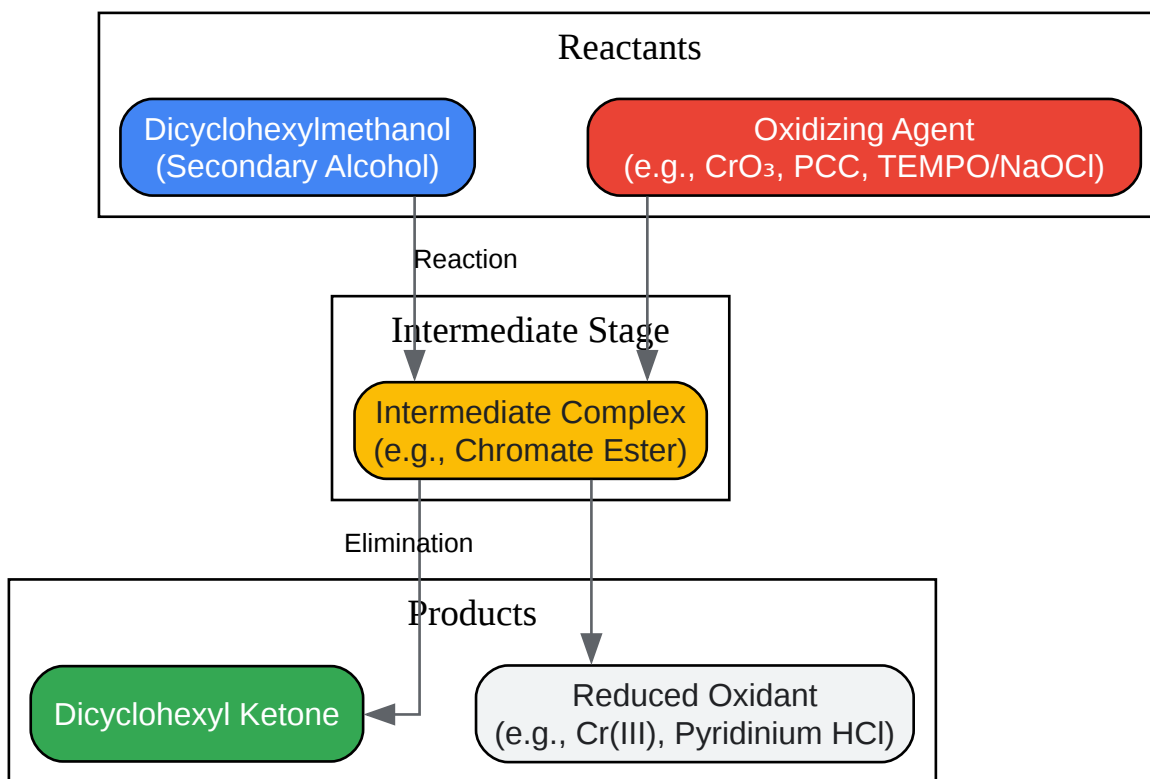 Reactants
Dicyclohexylmethanol
(Secondary Alcohol)
Oxidizing Agent
(e.g., CrO₃, PCC, TEMPO/NaOCl)
Reaction
Intermediate Stage
Intermediate Complex
(e.g., Chromate Ester)
Elimination
Products
Dicyclohexyl Ketone
Reduced Oxidant
(e.g., Cr(III), Pyridinium HCl)